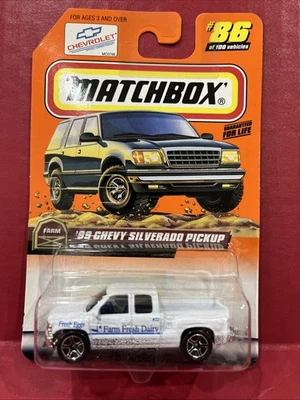 FOR AGES 3 AND OVER
CHEVROLET
#86
of 100 vehicles
MATCHBOX®
GUARANTEED
FOR LIFE
FARM
'99 CHEVY SILVERADO PICKUP
Fresh Eggs
Farm Fresh Dairy